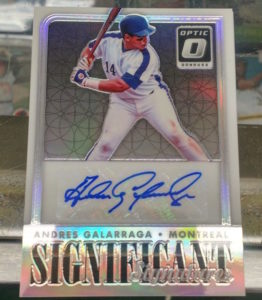 OPTIC
DONRUSS
14
ANDRES GALARRAGA • MONTREAL
SIGNIFICANT
Signatures